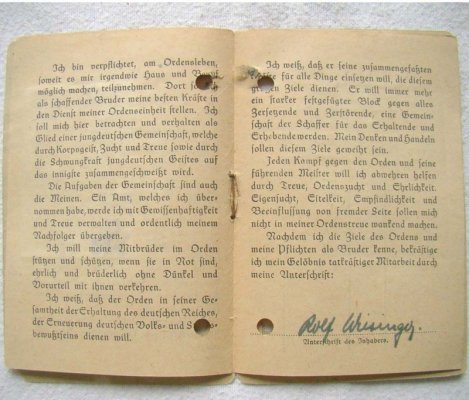 Ich bin verpflichtet, am Ordensleben,
soweit es mir irgendwie Haus und Beruf
möglich machen, teilzunehmen. Dort soll ich
als schaffender Bruder meine besten Kräfte in
den Dienst meiner Ordenseinheit stellen. Ich
soll mich hier betrachten und verhalten als
Glied einer jungdeutschen Gemeinschaft, welche
durch Korpsgeist, Zucht und Treue sowie durch
die Schwungkraft jungdeutschen Geistes auf
das innigste zusammengeschweißt wird.
Die Aufgaben der Gemeinschaft sind auch
die Meinen. Ein Amt, welches ich über-
nommen habe, werde ich mit Gewissenhaftigkeit
und Treue verwalten und ordentlich meinem
Nachfolger übergeben.
Ich will meine Mitbrüder im Orden
stützen und schützen, wenn sie in Not sind,
ehrlich und brüderlich ohne Dünkel und
Vorurteil mit ihnen verkehren.
Ich weiß, daß der Orden in seiner Ge-
samtheit der Erhaltung des deutschen Reiches,
der Erneuerung deutschen Volks- und
bewußtseins dienen will.
Ich weiß, daß er seine zusammengefaßten
für alle Dinge einsetzen will, die diesem
großen Ziele dienen. Er will immer mehr
ein starker festgefügter Block gegen alles
Zersetzende und Zerstörende, eine Gemein-
schaft der Schaffer für das Erhaltende und
Erhebende werden. Mein Denken und Handeln
sollen diesem Ziele geweiht sein.
Jeden Kampf gegen den Orden und seine
führenden Meister will ich abwehren helfen
durch Treue, Ordenszucht und Ehrlichkeit.
Eigensucht, Eitelkeit, Empfindlichkeit und
Beeinflussung von fremder Seite sollen mich
nicht in meiner Ordenstreue wankend machen.
Nachdem ich die Ziele des Ordens und
meine Pflichten als Bruder kenne, bekräftige
ich mein Gelöbnis tatkräftiger Mitarbeit durch
meine Unterschrift:
Rolf Wiesinger.
Unterschrift des Inhabers.